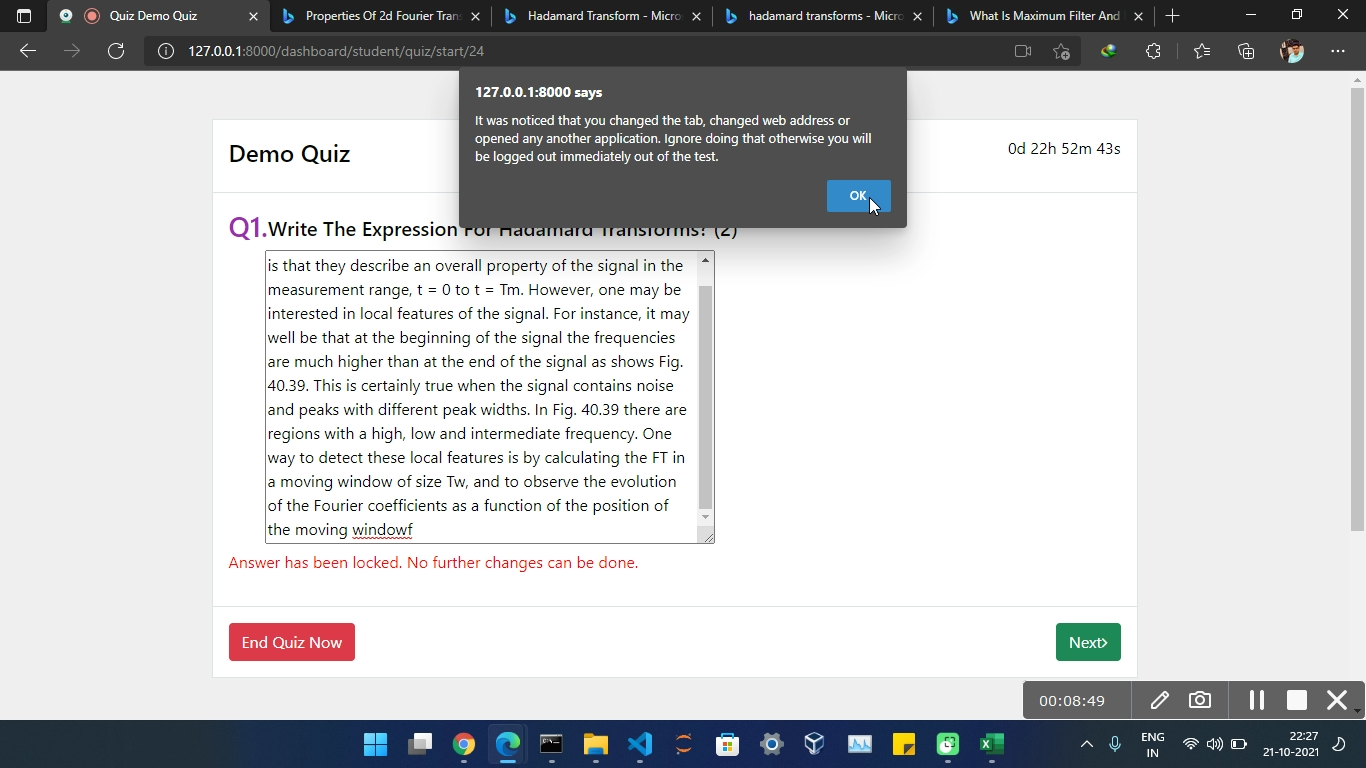 Quiz Demo Quiz
Properties Of 2d Fourier Tran
Hadamard Transform - Micro
hadamard transforms - Micro
What Is Maximum Filter And
127.0.0.1:8000/dashboard/student/quiz/start/24
127.0.0.1:8000 says
It was noticed that you changed the tab, changed web address or
opened any another application. Ignore doing that otherwise you will
be logged out immediately out of the test.
OK
Demo Quiz
0d 22h 52m 43s
Q1.Write The Expression For Hadamard Transforms? (2)
is that they describe an overall property of the signal in the
measurement range, t = 0 to t = Tm. However, one may be
interested in local features of the signal. For instance, it may
well be that at the beginning of the signal the frequencies
are much higher than at the end of the signal as shows Fig.
40.39. This is certainly true when the signal contains noise
and peaks with different peak widths. In Fig. 40.39 there are
regions with a high, low and intermediate frequency. One
way to detect these local features is by calculating the FT in
a moving window of size Tw, and to observe the evolution
of the Fourier coefficients as a function of the position of
the moving windowf
Answer has been locked. No further changes can be done.
End Quiz Now
Next>
00:08:49
ENG
IN
22:27
21-10-2021